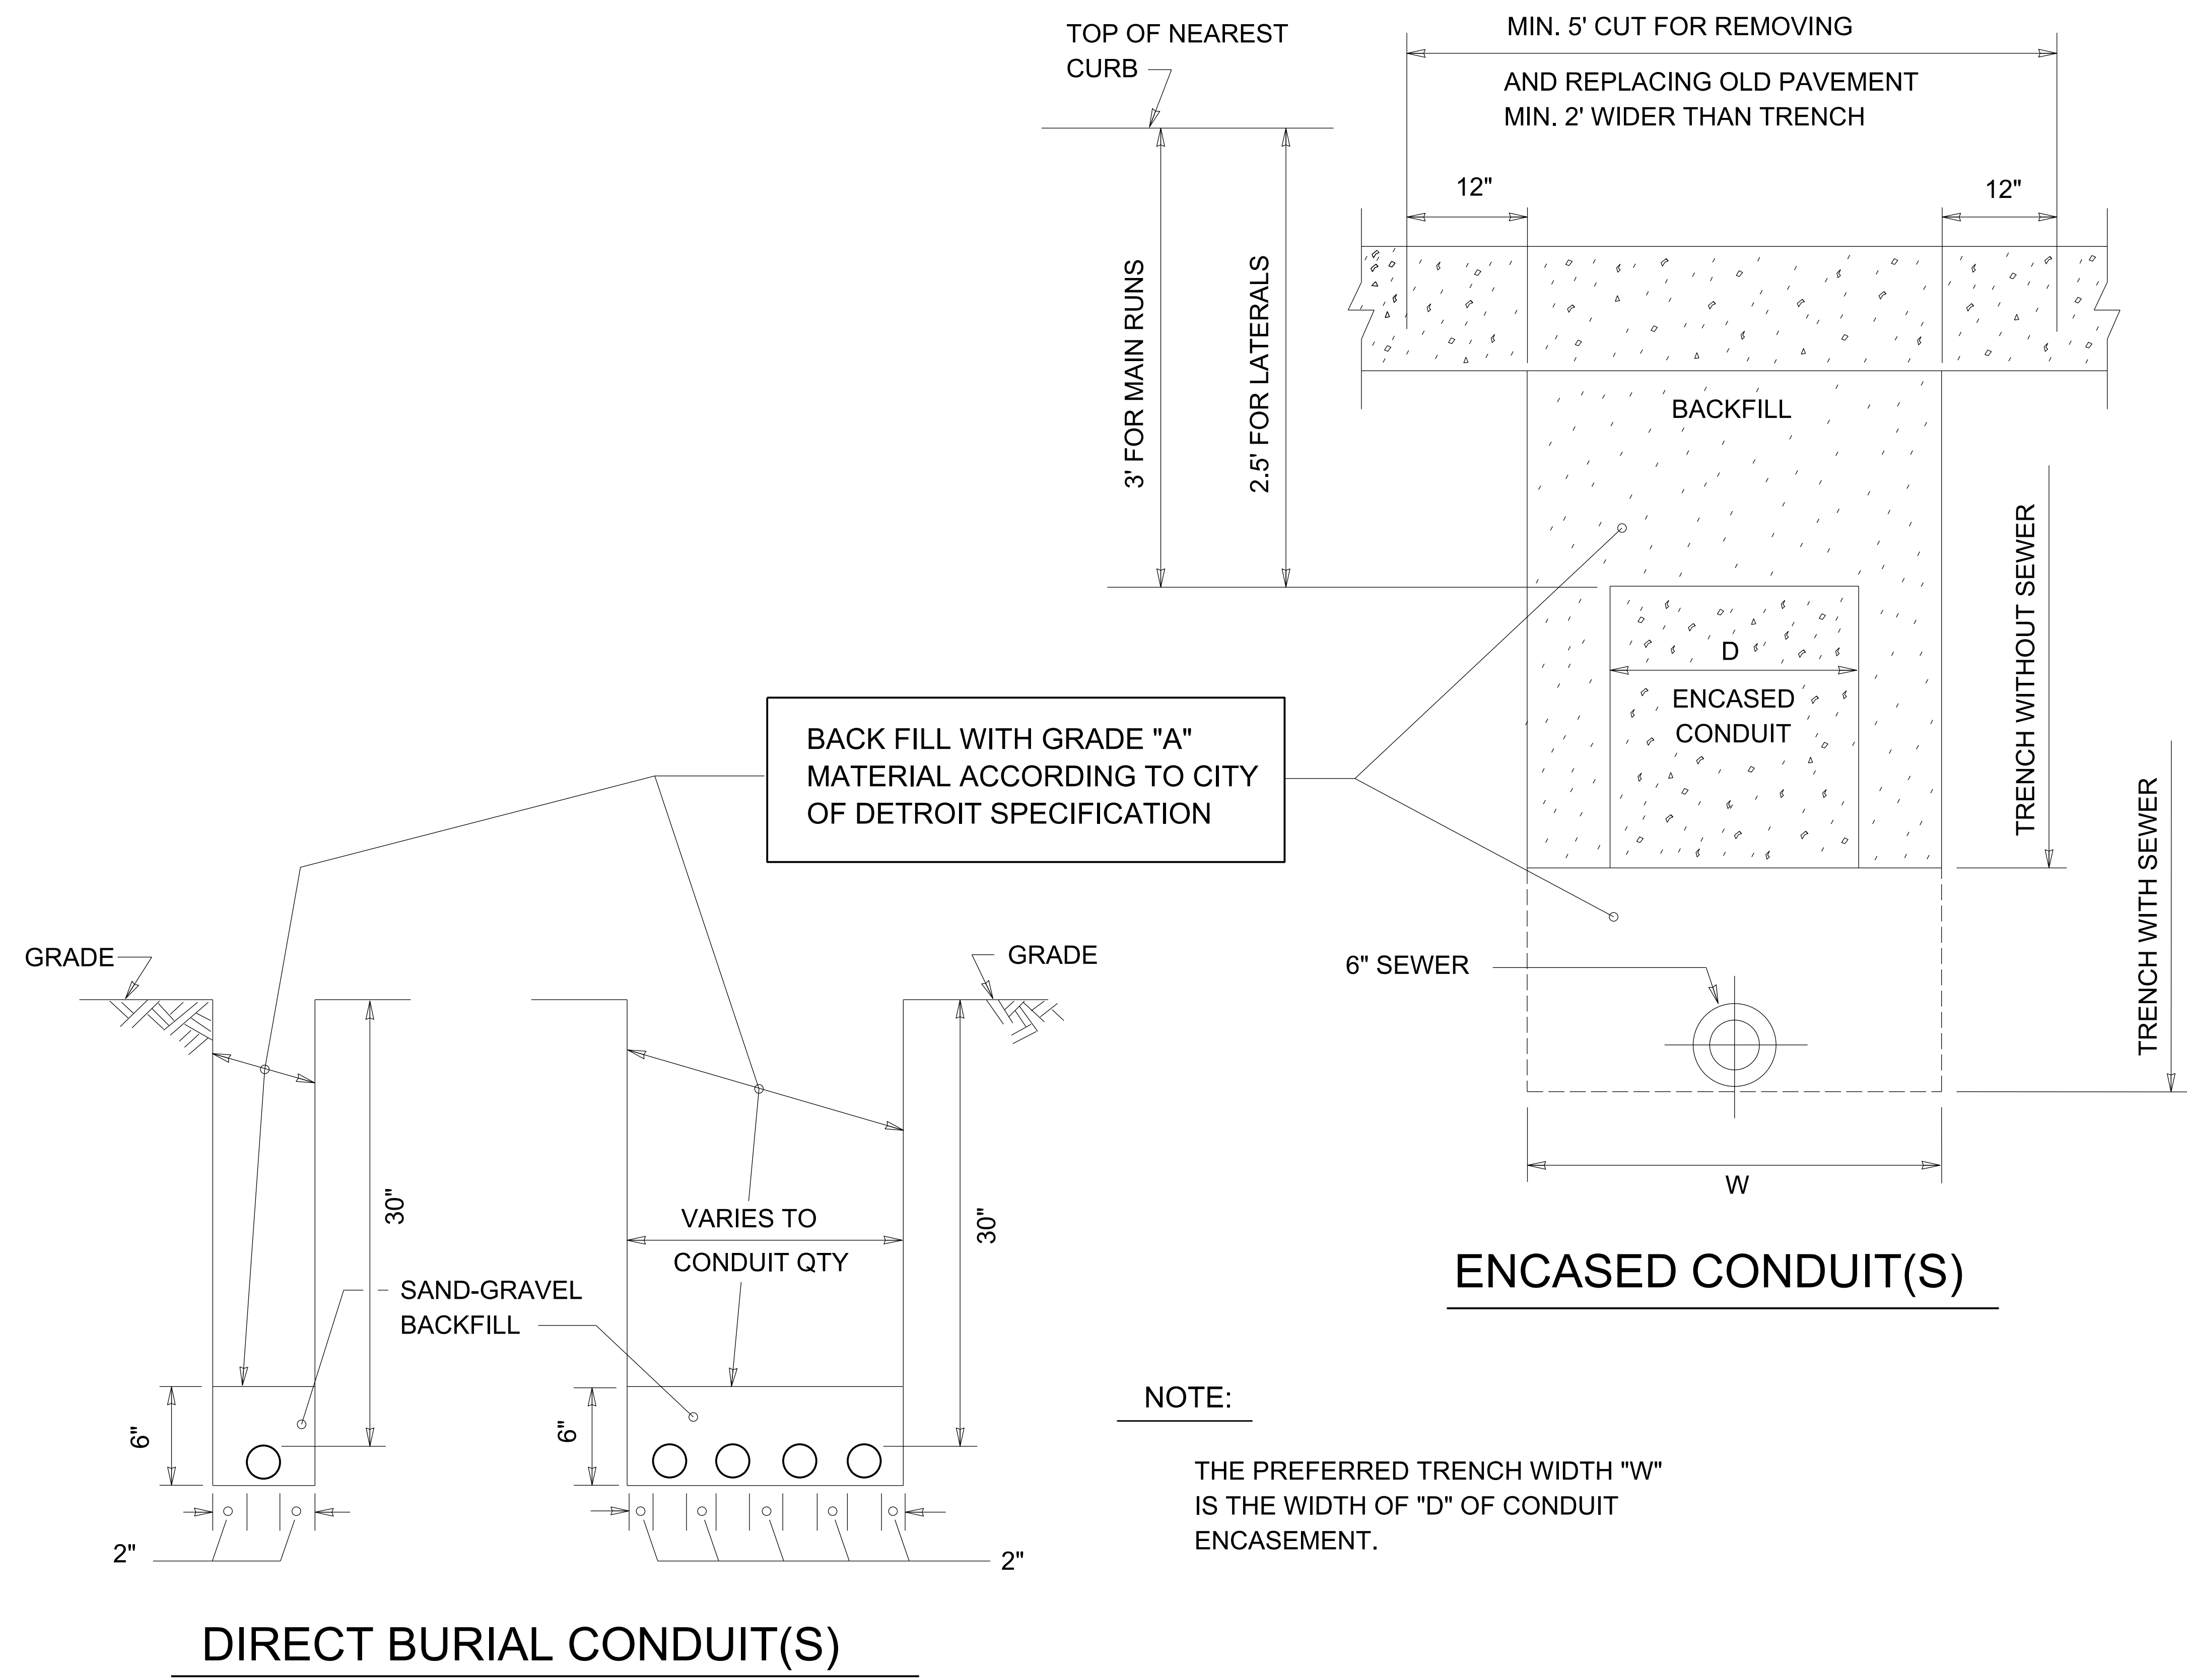 TOP OF NEAREST
CURB
MIN. 5' CUT FOR REMOVING
AND REPLACING OLD PAVEMENT
MIN. 2' WIDER THAN TRENCH
12"
12"
3' FOR MAIN RUNS
2.5' FOR LATERALS
BACKFILL
TRENCH WITHOUT SEWER
D
ENCASED
CONDUIT
TRENCH WITH SEWER
BACK FILL WITH GRADE "A"
MATERIAL ACCORDING TO CITY
OF DETROIT SPECIFICATION
6" SEWER
W
ENCASED CONDUIT(S)
GRADE
GRADE
30"
VARIES TO
CONDUIT QTY
30"
SAND-GRAVEL
BACKFILL
6"
6"
2"
2"
DIRECT BURIAL CONDUIT(S)
NOTE:
THE PREFERRED TRENCH WIDTH "W"
IS THE WIDTH OF "D" OF CONDUIT
ENCASEMENT.